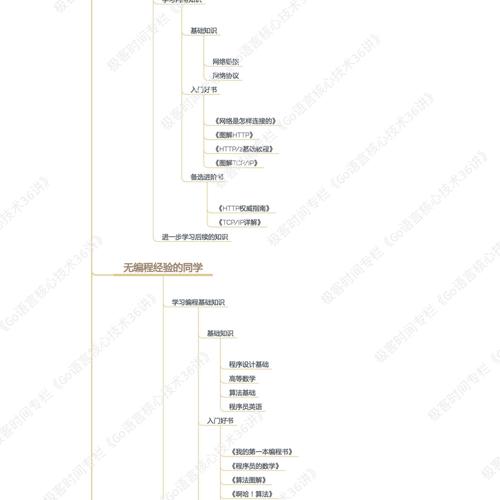 学习网络知识
基础知识
网络链路
网络协议
入门好书
《网络是怎样连接的》
《图解HTTP》
《HTTP/2基础教程》
《图解TCP/IP》
备选进阶书
《HTTP权威指南》
《TCP/IP详解》
进一步学习后续的知识
无编程经验的同学
学习编程基础知识
基础知识
程序设计基础
高等数学
算法基础
程序员英语
入门好书
《我的第一本编程书》
《程序员的数学》
《算法图解》
《啊哈！算法》
极客时间专栏《Go语言核心技术36讲》